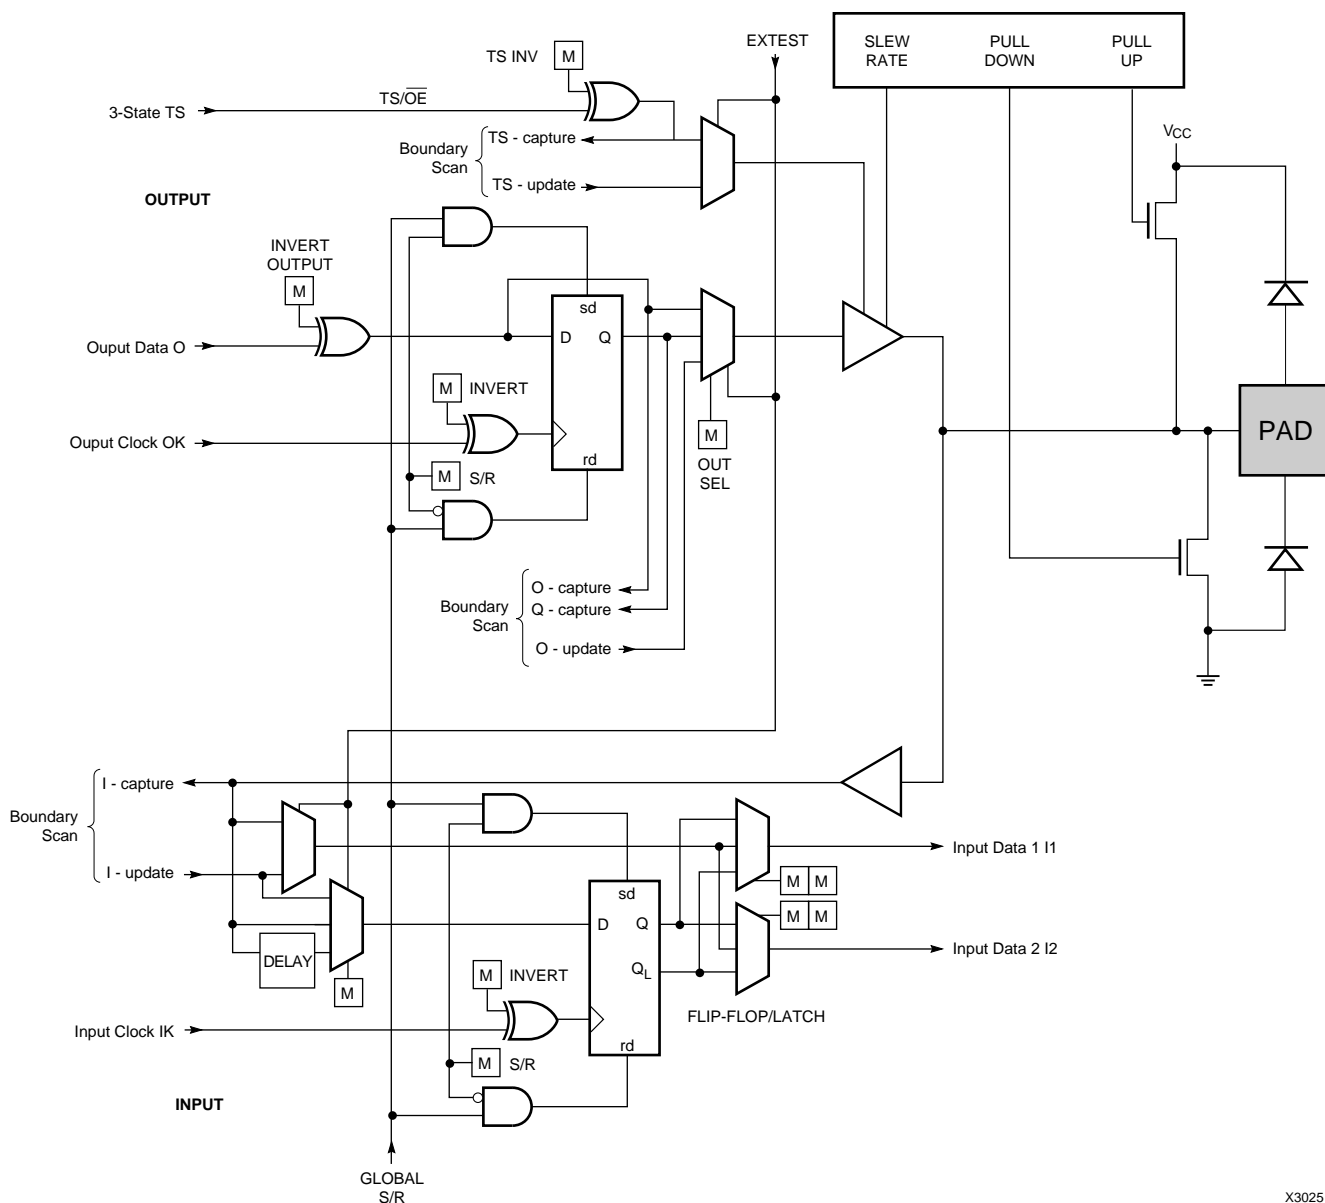 EXTEST
SLEW
RATE
PULL
DOWN
PULL
UP
TS INV
M
TS/OE
3-State TS
VCC
TS - capture
Boundary
Scan
TS - update
OUTPUT
INVERT
OUTPUT
M
sd
D
Q
Ouput Data O
M
INVERT
Ouput Clock OK
M
OUT
SEL
PAD
rd
M
S/R
O - capture
Q - capture
Boundary
Scan
O - update
I - capture
Boundary
Scan
I - update
Input Data 1 I1
M
M
sd
M
M
D
Q
Input Data 2 I2
DELAY
QL
M
INVERT
M
FLIP-FLOP/LATCH
Input Clock IK
rd
M
S/R
INPUT
GLOBAL
S/R
X3025